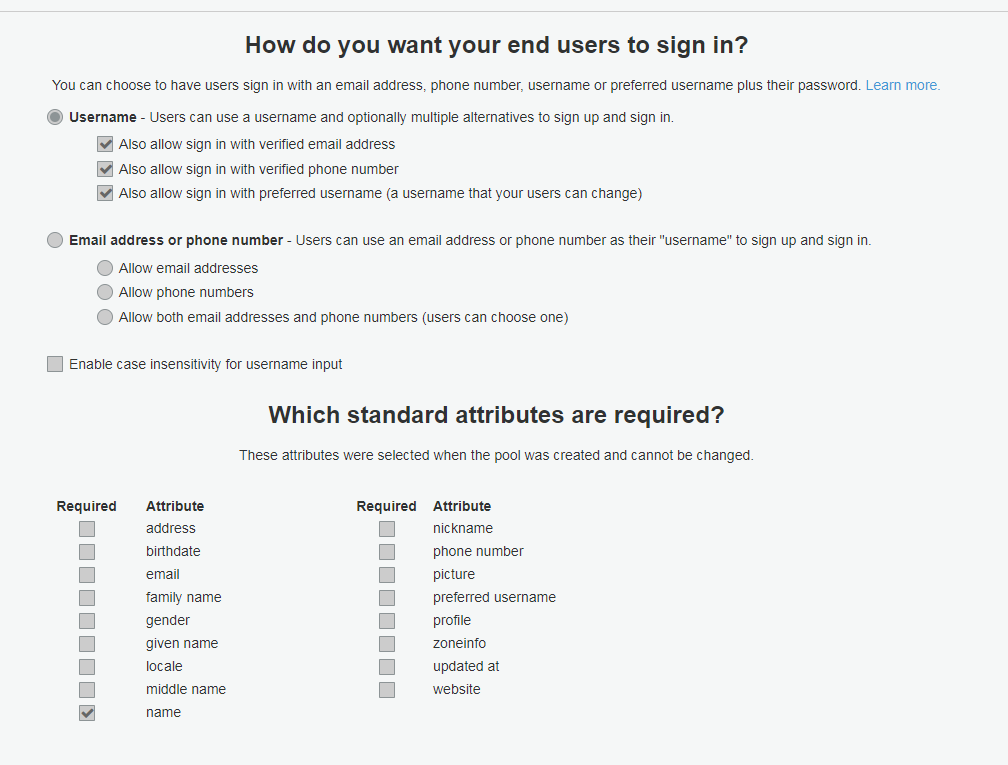 How do you want your end users to sign in?
You can choose to have users sign in with an email address, phone number, username or preferred username plus their password. Learn more.
Username - Users can use a username and optionally multiple alternatives to sign up and sign in.
Also allow sign in with verified email address
Also allow sign in with verified phone number
Also allow sign in with preferred username (a username that your users can change)
Email address or phone number - Users can use an email address or phone number as their "username" to sign up and sign in.
Allow email addresses
Allow phone numbers
Allow both email addresses and phone numbers (users can choose one)
Enable case insensitivity for username input
Which standard attributes are required?
These attributes were selected when the pool was created and cannot be changed.
Required Attribute Required Attribute
address nickname
birthdate phone number
email picture
family name preferred username
gender profile
given name zoneinfo
locale updated at
middle name website
name